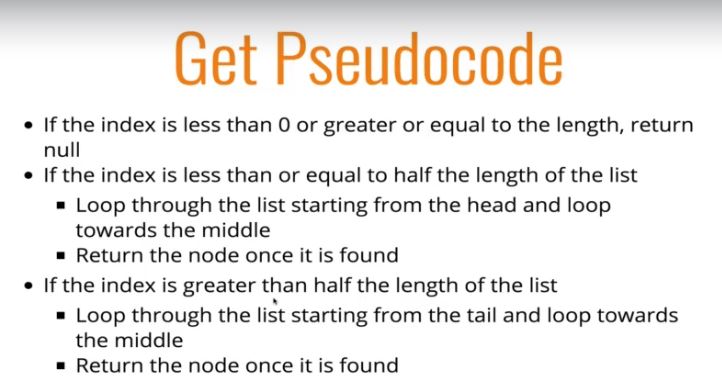 Get Pseudocode
• If the index is less than 0 or greater or equal to the length, return
null
• If the index is less than or equal to half the length of the list
▪ Loop through the list starting from the head and loop
towards the middle
▪ Return the node once it is found
• If the index is greater than half the length of the list
▪ Loop through the list starting from the tail and loop towards
the middle
▪ Return the node once it is found